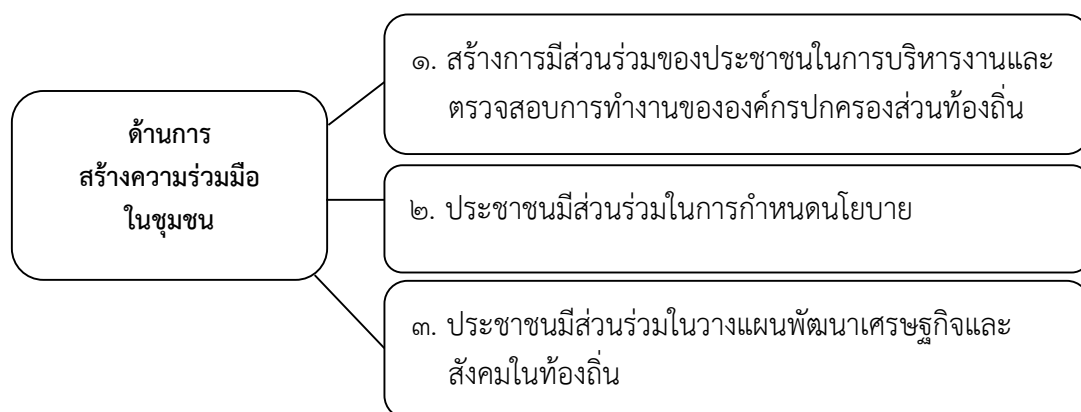 ด้านการ
สร้างความร่วมมือ
ในชุมชน
๑. สร้างการมีส่วนร่วมของประชาชนในการบริหารงานและ
ตรวจสอบการทำงานขององค์กรปกครองส่วนท้องถิ่น
๒. ประชาชนมีส่วนร่วมในการกำหนดนโยบาย
๓. ประชาชนมีส่วนร่วมในวางแผนพัฒนาเศรษฐกิจและ
สังคมในท้องถิ่น